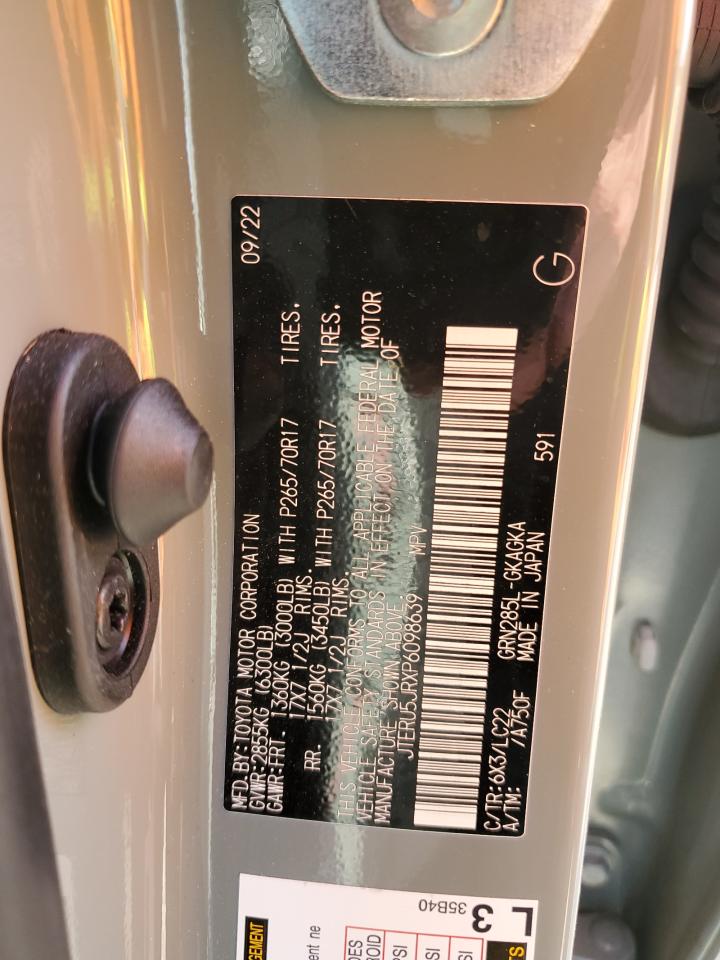 MFD.BY:TOYOTA MOTOR CORPORATION 09/22
GVWR:2855KG(6300LB)
GAWR:FRT. 1360KG (3000LB) WITH P265/70R17 TIRES,
17X7 1/2J RIMS.
RR. 1560KG (3450LB) WITH P265/70R17 TIRES,
17X7 1/2J RIMS.
THIS VEHICLE CONFORMS TO ALL APPLICABLE FEDERAL MOTOR
VEHICLE SAFETY STANDARDS IN EFFECT ON THE DATE OF
MANUFACTURE SHOWN ABOVE.
JTERU5JRXP6098639 MPV
C/TR:6X3/LC22 GRN285L-GKAGKA 591
A/TM: /A750F MADE IN JAPAN
G
L3
35B40